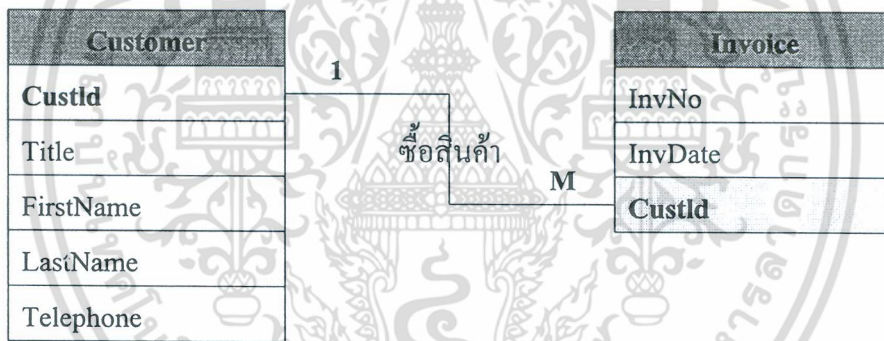 Customer
CustId
Title
FirstName
LastName
Telephone
1
ซื้อสินค้า
M
Invoice
InvNo
InvDate
CustId